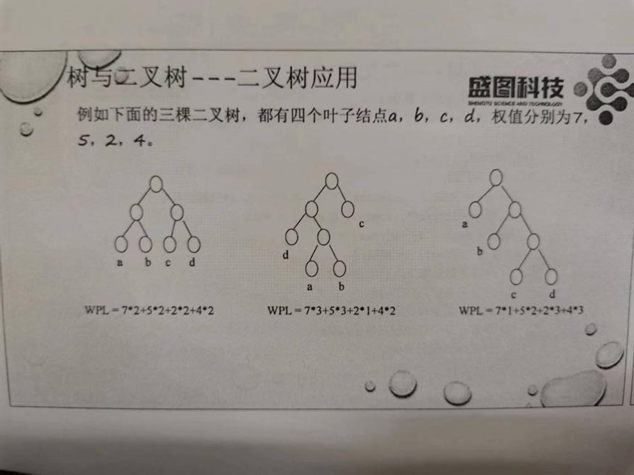 树与二叉树---二叉树应用
盛图科技
SHENGTU SCIENCE AND TECHNOLOGY
例如下面的三棵二叉树，都有四个叶子结点a，b，c，d，权值分别为7，
5，2，4。
a b c d
WPL = 7*2+5*2+2*2+4*2
c
d
a b
WPL = 7*3+5*3+2*1+4*2
a
b
c d
WPL = 7*1+5*2+2*3+4*3